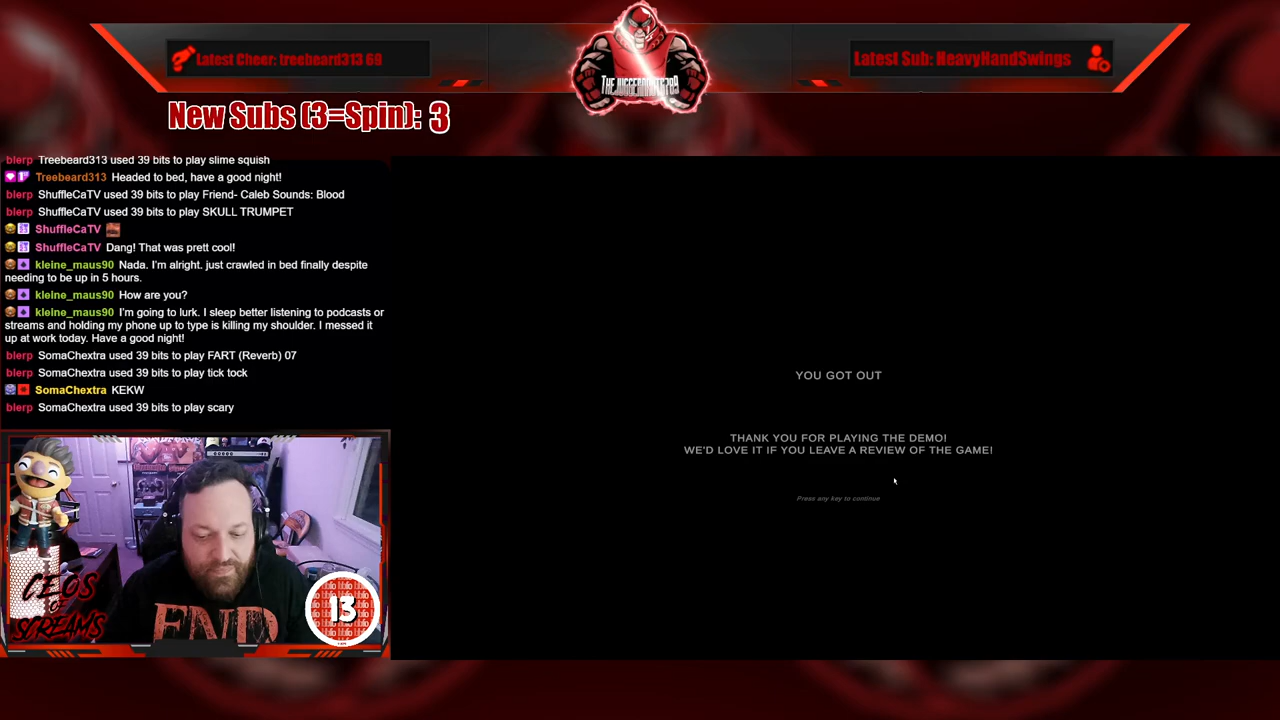 Latest Cheer: treebeard313 69
Latest Sub: HeavyHandSwings
New Subs (3=Spin): 3
blerp Treebeard313 used 39 bits to play slime squish
Treebeard313 Headed to bed, have a good night!
blerp ShuffleCaTV used 39 bits to play Friend- Caleb Sounds: Blood
blerp ShuffleCaTV used 39 bits to play SKULL TRUMPET
ShuffleCaTV
ShuffleCaTV Dang! That was prett cool!
kleine_maus90 Nada. I'm alright. just crawled in bed finally despite
needing to be up in 5 hours.
kleine_maus90 How are you?
kleine_maus90 I'm going to lurk. I sleep better listening to podcasts or
streams and holding my phone up to type is killing my shoulder. I messed it
up at work today. Have a good night!
blerp SomaChextra used 39 bits to play FART (Reverb) 07
blerp SomaChextra used 39 bits to play tick tock
SomaChextra KEKW
blerp SomaChextra used 39 bits to play scary
YOU GOT OUT
THANK YOU FOR PLAYING THE DEMO!
WE'D LOVE IT IF YOU LEAVE A REVIEW OF THE GAME!
Press any key to continue
CEOS
OF
SCREAMS
END
13